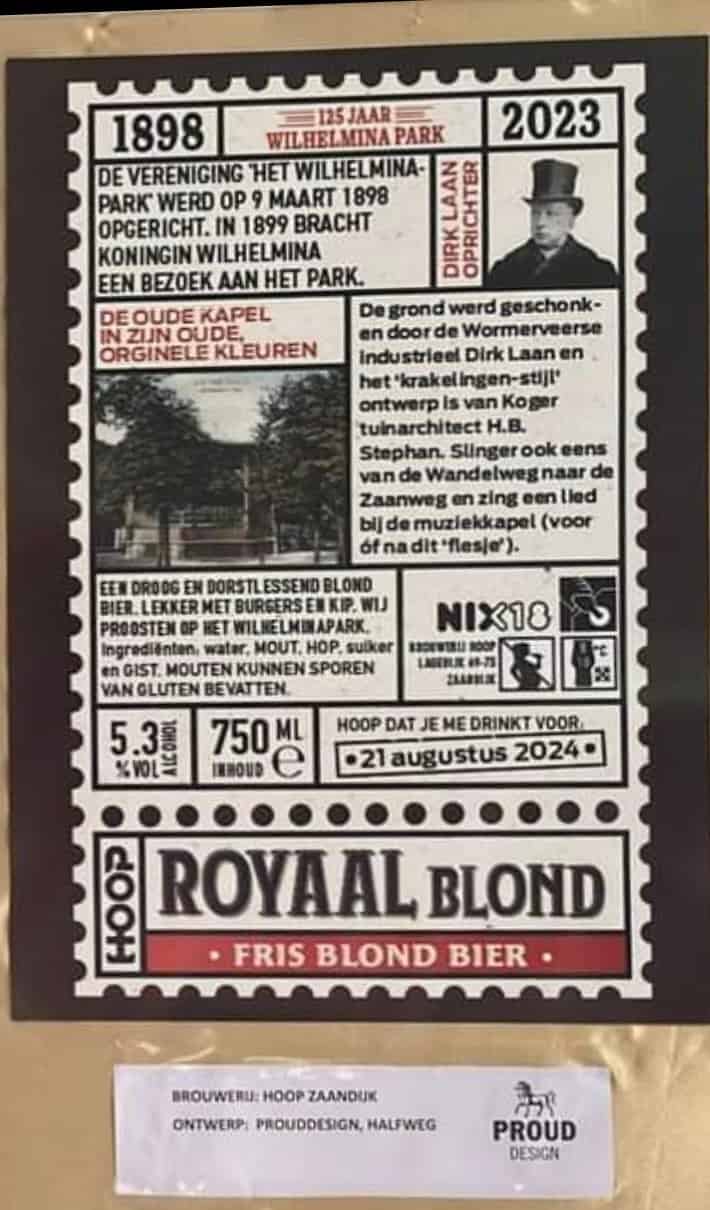 1898
125 JAAR
WILHELMINA PARK
2023
DE VERENIGING 'HET WILHELMINA-
PARK' WERD OP 9 MAART 1898
OPGERICHT. IN 1899 BRACHT
KONINGIN WILHELMINA
EEN BEZOEK AAN HET PARK.
DIRK LAAN
OPRICHTER
DE OUDE KAPEL
IN ZIJN OUDE,
ORGINELE KLEUREN
De grond werd geschonk-
en door de Wormerveerse
industrieel Dirk Laan en
het 'krakelingen-stijl'
ontwerp is van Koger
tuinarchitect H.B.
Stephan. Slinger ook eens
van de Wandelweg naar de
Zaanweg en zing een lied
bij de muziekkapel (voor
óf na dit 'flesje').
EEN DROOG EN DORSTLESSEND BLOND
BIER. LEKKER MET BURGERS EN KIP. WIJ
PROOSTEN OP HET WILHELMINAPARK.
Ingrediënten: water, MOUT, HOP, suiker
en GIST. MOUTEN KUNNEN SPOREN
VAN GLUTEN BEVATTEN.
NIX18
BROUWERIJ HOOP
LAGEDIJK 69-73
ZAANDIJK
°C
5.3
% VOL
ALCOHOL
750 ML
INHOUD e
HOOP DAT JE ME DRINKT VOOR:
•21 augustus 2024•
HOOP
ROYAAL BLOND
• FRIS BLOND BIER •
BROUWERIJ: HOOP ZAANDIJK
ONTWERP: PROUDDESIGN, HALFWEG
PROUD
DESIGN